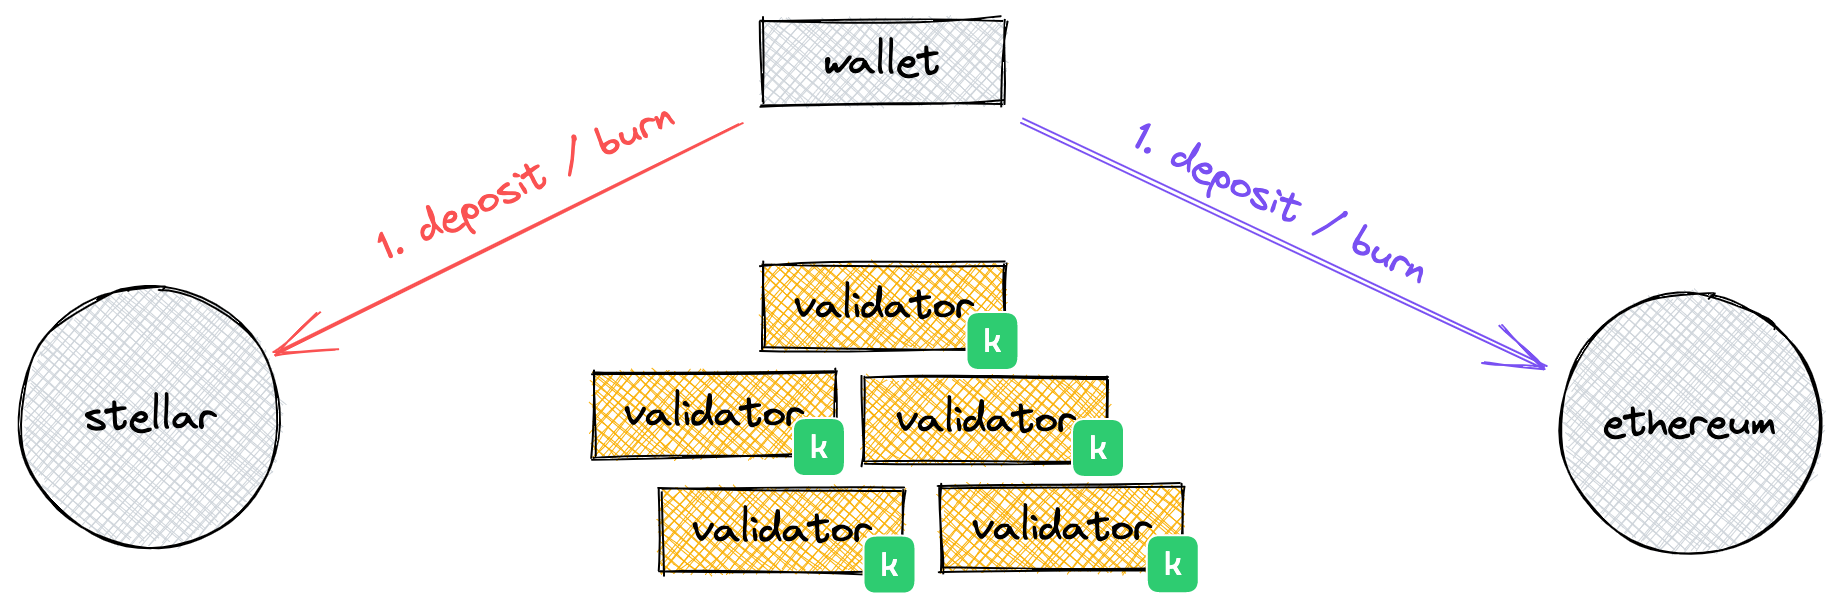 wallet
1. deposit / burn
1. deposit / burn
validator
k
stellar
validator
k
validator
k
ethereum
validator
k
validator
k